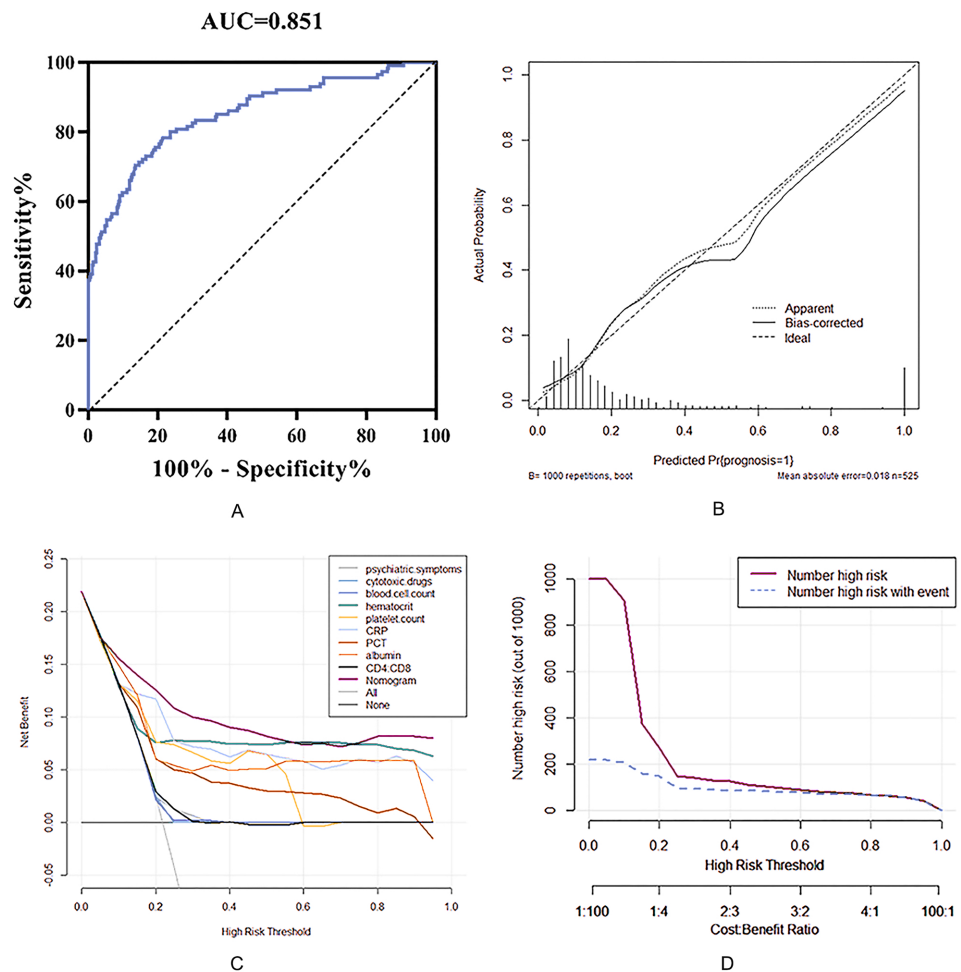 AUC=0.851
100
80
60
40
20
0
Sensitivity%
0 20 40 60 80 100
100% - Specificity%
A
1.0
0.8
0.6
0.4
0.2
0.0
Actual Probability
Apparent
Bias-corrected
Ideal
0.0 0.2 0.4 0.6 0.8 1.0
Predicted Pr{prognosis=1}
B= 1000 repetitions, boot Mean absolute error=0.018 n=525
B
0.25
0.20
0.15
0.10
0.05
0.00
-0.05
Net Benefit
psychiatric.symptoms
cytotoxic.drugs
blood.cell.count
hematocrit
platelet.count
CRP
PCT
albumin
CD4.CD8
Nomogram
All
None
0.0 0.2 0.4 0.6 0.8 1.0
High Risk Threshold
C
1000
800
600
400
200
0
Number high risk (out of 1000)
Number high risk
Number high risk with event
0.0 0.2 0.4 0.6 0.8 1.0
High Risk Threshold
1:100 1:4 2:3 3:2 4:1 100:1
Cost:Benefit Ratio
D